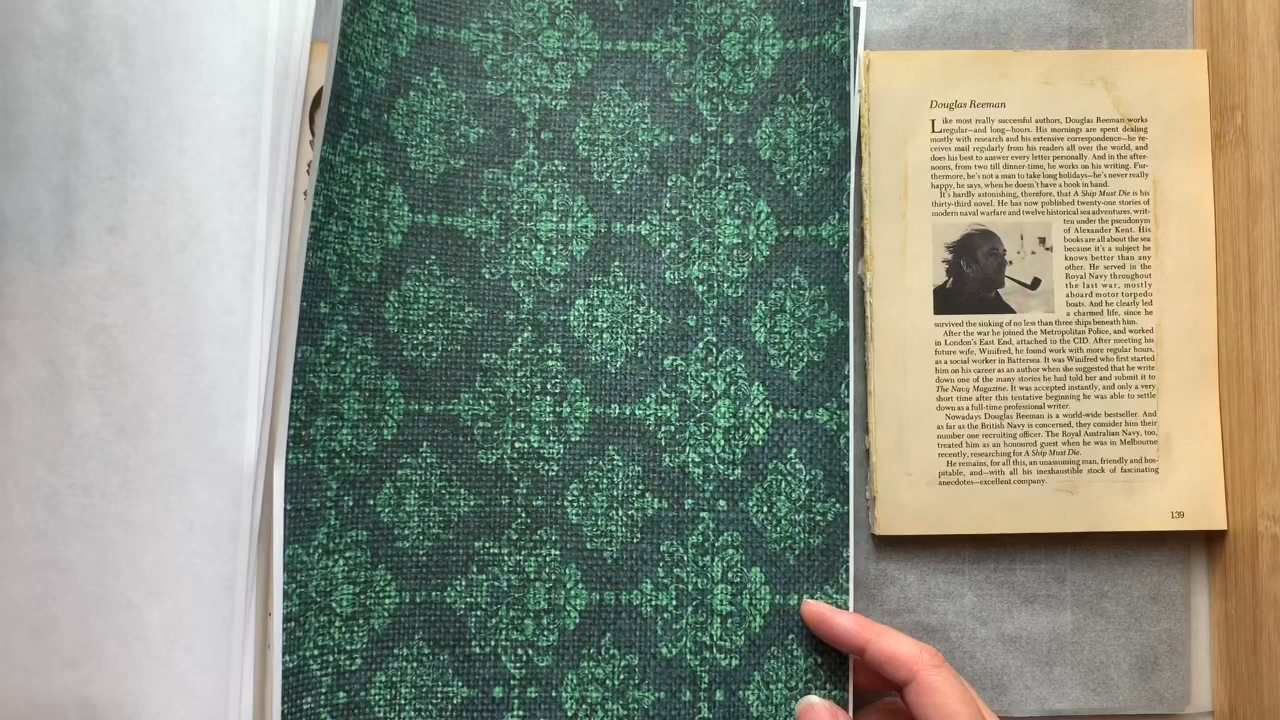 Douglas Reeman
Like most really successful authors, Douglas Reeman works
regular—and long—hours. His mornings are spent dealing
mostly with research and his extensive correspondence—he re-
ceives mail regularly from his readers all over the world, and
does his best to answer every letter personally. And in the after-
noons, from two till dinner-time, he works on his writing. Fur-
thermore, he's not a man to take long holidays—he's never really
happy, he says, when he doesn't have a book in hand.
It's hardly astonishing, therefore, that A Ship Must Die is his
thirty-third novel. He has now published twenty-one stories of
modern naval warfare and twelve historical sea adventures, writ-
ten under the pseudonym
of Alexander Kent. His
books are all about the sea
because it's a subject he
knows better than any
other. He served in the
Royal Navy throughout
the last war, mostly
aboard motor torpedo
boats. And he clearly led
a charmed life, since he
survived the sinking of no less than three ships beneath him.
After the war he joined the Metropolitan Police, and worked
in London's East End, attached to the CID. After meeting his
future wife, Winifred, he found work with more regular hours,
as a social worker in Battersea. It was Winifred who first started
him on his career as an author when she suggested that he write
down one of the many stories he had told her and submit it to
The Navy Magazine. It was accepted instantly, and only a very
short time after this tentative beginning he was able to settle
down as a full-time professional writer.
Nowadays Douglas Reeman is a world-wide bestseller. And
as far as the British Navy is concerned, they consider him their
number one recruiting officer. The Royal Australian Navy, too,
treated him as an honoured guest when he was in Melbourne
recently, researching for A Ship Must Die.
He remains, for all this, an unassuming man, friendly and hos-
pitable, and—with all his inexhaustible stock of fascinating
anecdotes—excellent company.
139